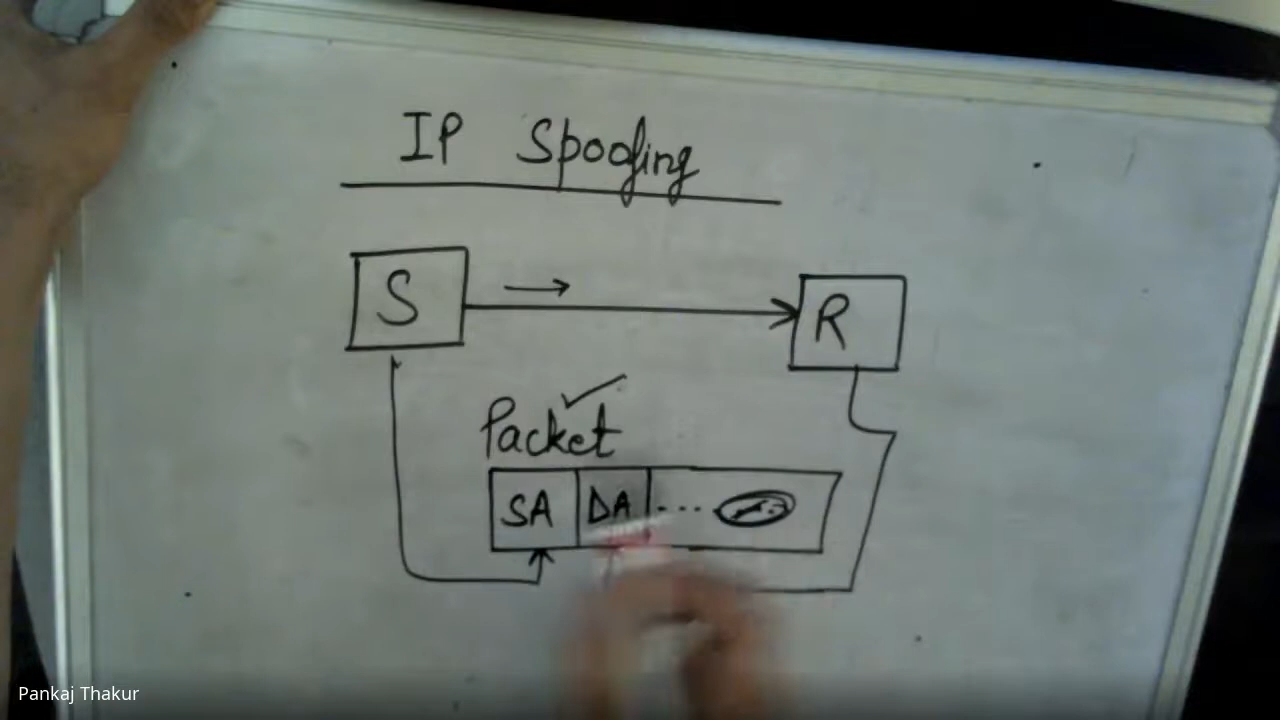 IP Spoofing
S R
Packet
SA DA ...
Pankaj Thakur